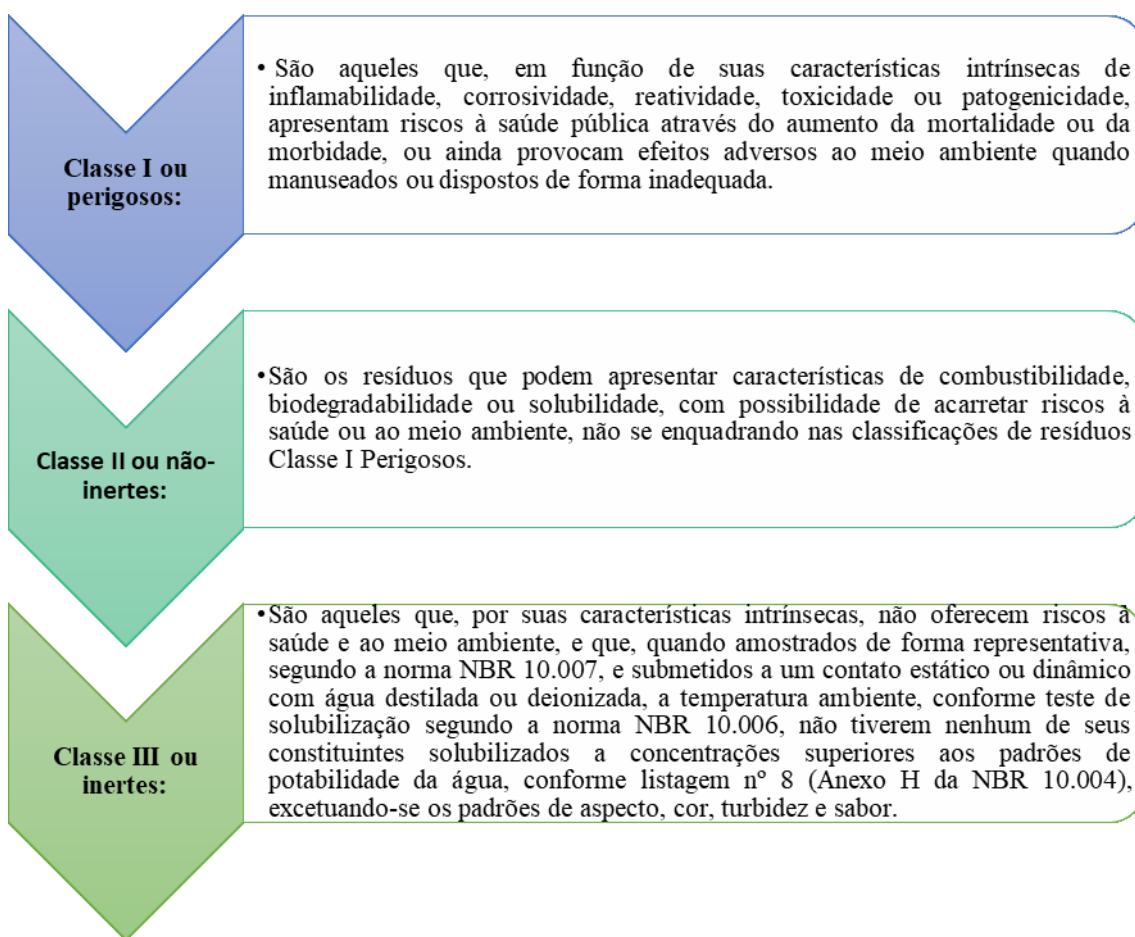 Classe I ou
perigosos:
• São aqueles que, em função de suas características intrínsecas de
inflamabilidade, corrosividade, reatividade, toxicidade ou patogenicidade,
apresentam riscos à saúde pública através do aumento da mortalidade ou da
morbidade, ou ainda provocam efeitos adversos ao meio ambiente quando
manuseados ou dispostos de forma inadequada.
Classe II ou não-
inertes:
•São os resíduos que podem apresentar características de combustibilidade,
biodegradabilidade ou solubilidade, com possibilidade de acarretar riscos à
saúde ou ao meio ambiente, não se enquadrando nas classificações de resíduos
Classe I Perigosos.
Classe III ou
inertes:
•São aqueles que, por suas características intrínsecas, não oferecem riscos à
saúde e ao meio ambiente, e que, quando amostrados de forma representativa,
segundo a norma NBR 10.007, e submetidos a um contato estático ou dinâmico
com água destilada ou deionizada, a temperatura ambiente, conforme teste de
solubilização segundo a norma NBR 10.006, não tiverem nenhum de seus
constituintes solubilizados a concentrações superiores aos padrões de
potabilidade da água, conforme listagem nº 8 (Anexo H da NBR 10.004),
excetuando-se os padrões de aspecto, cor, turbidez e sabor.